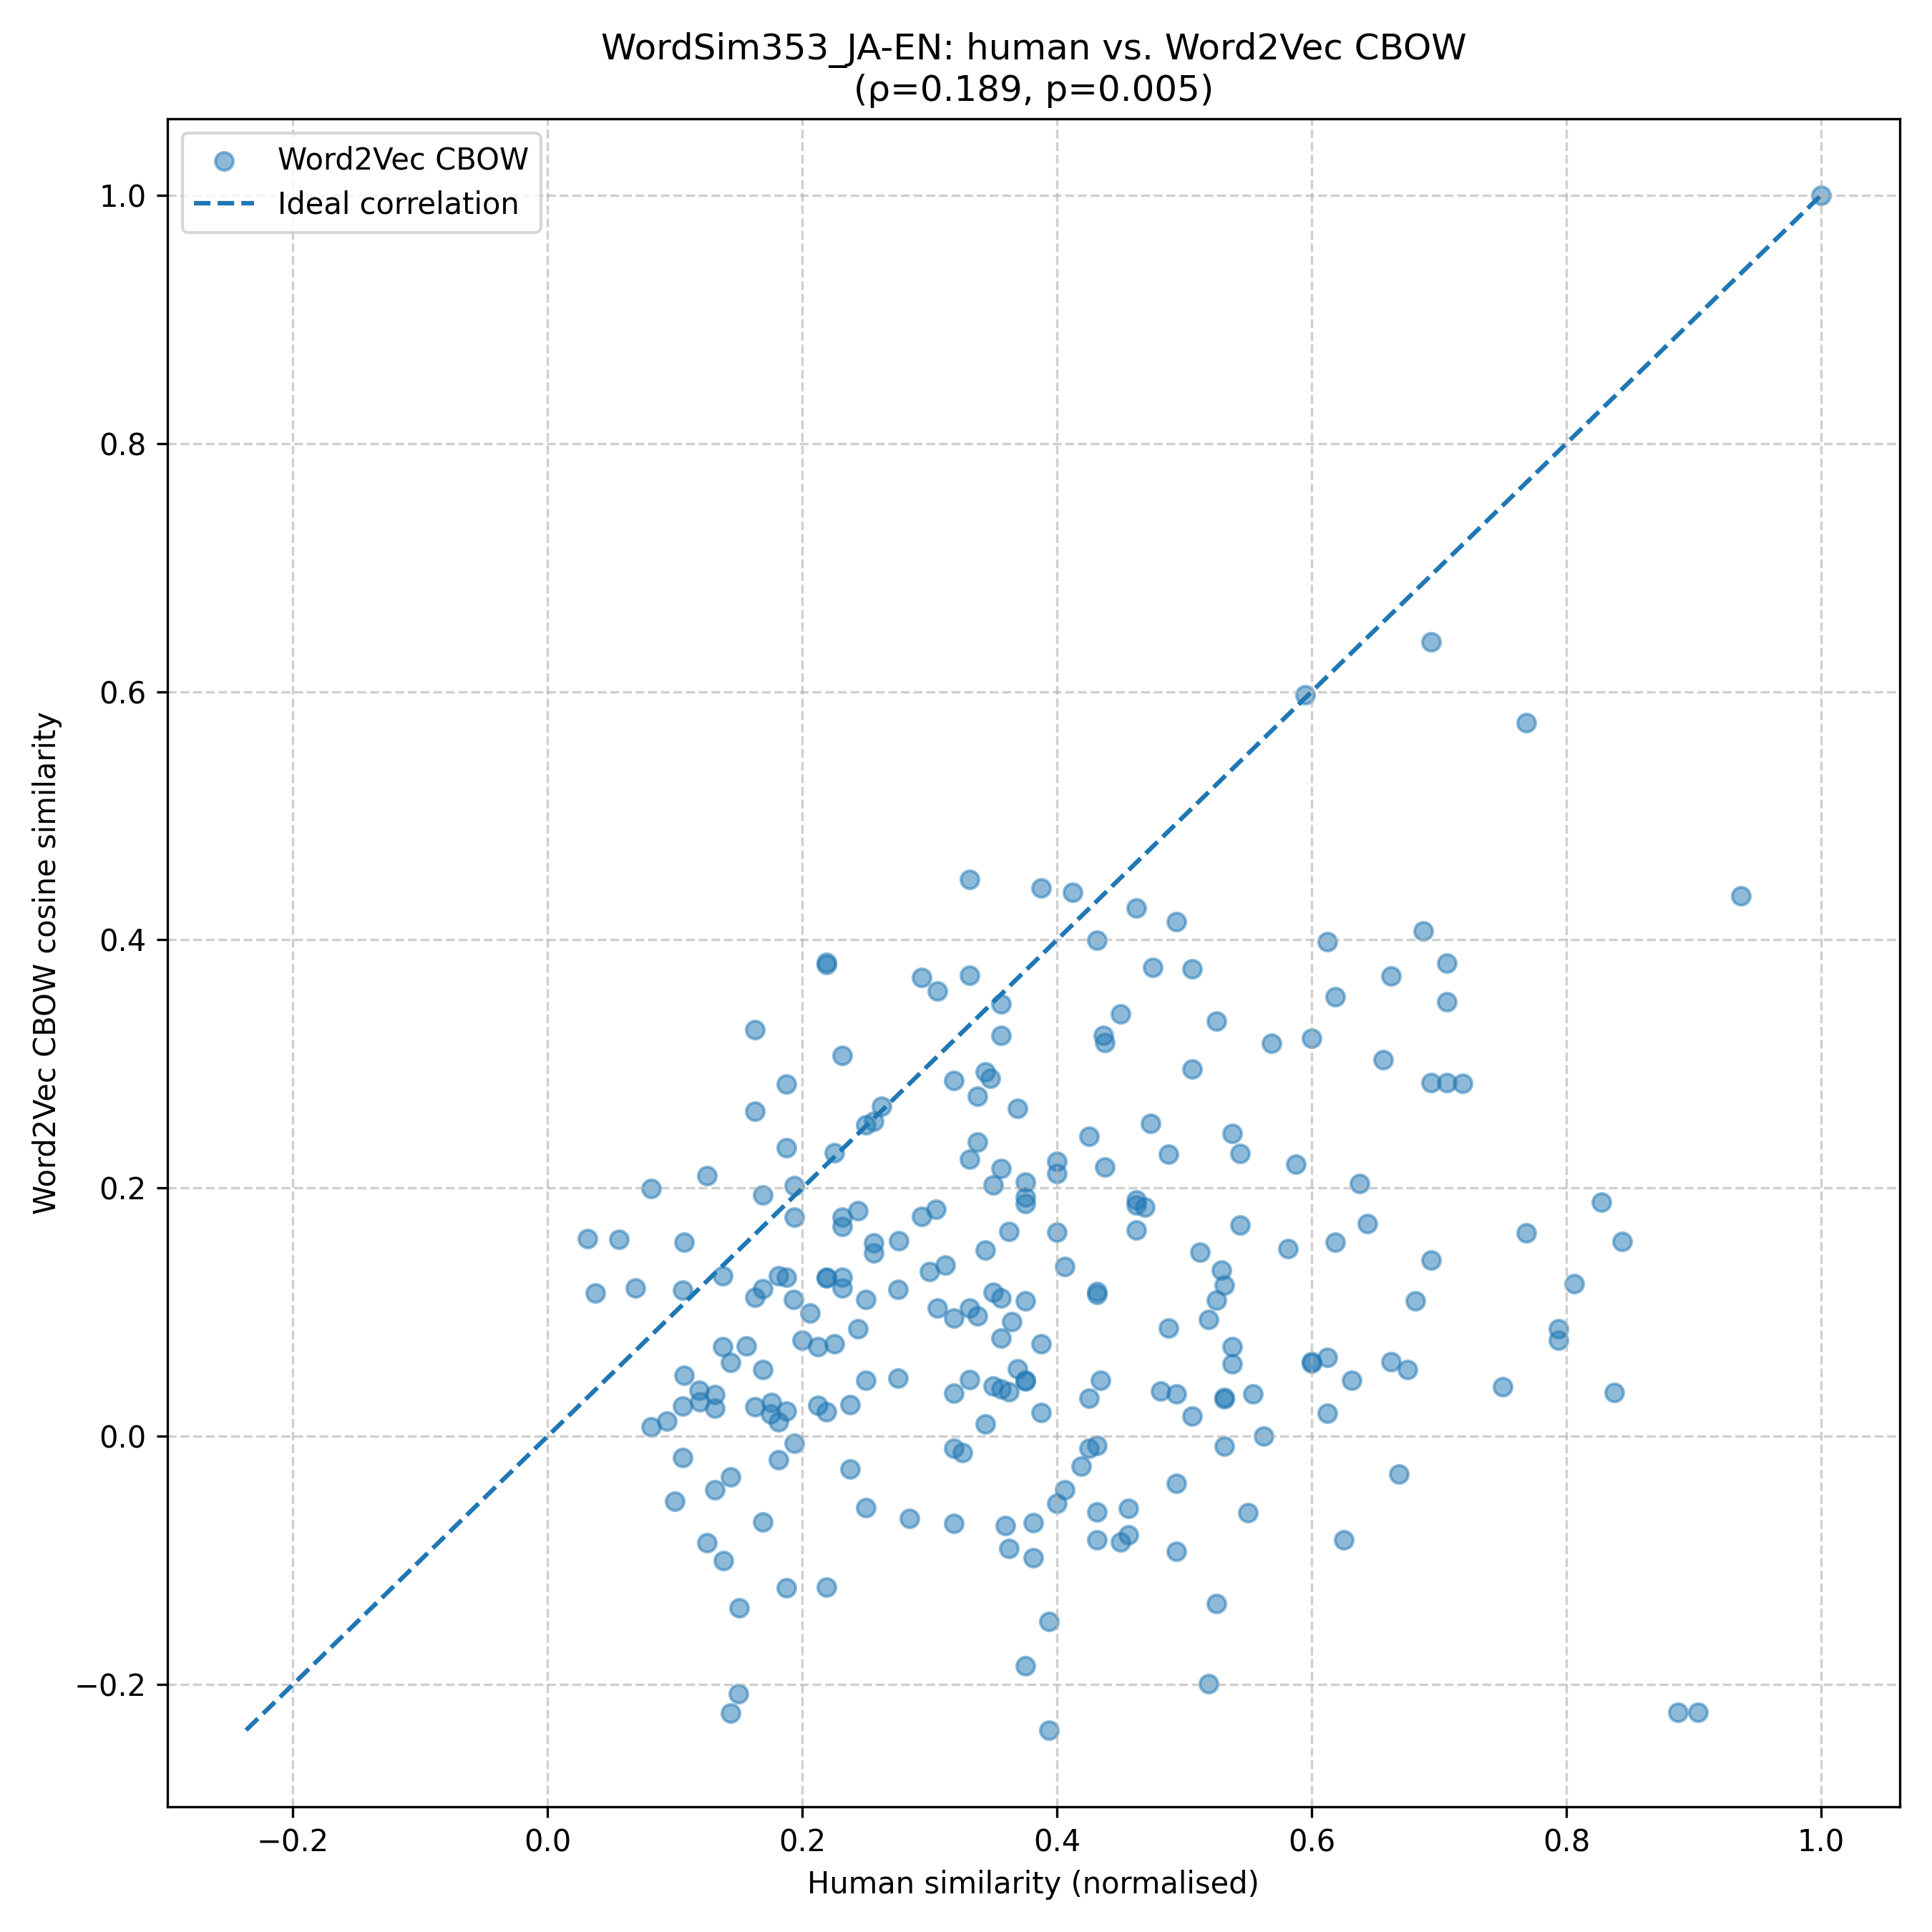 WordSim353_JA-EN: human vs. Word2Vec CBOW
(ρ=0.189, p=0.005)
Word2Vec CBOW
Ideal correlation
1.0
0.8
0.6
0.4
0.2
0.0
−0.2
Word2Vec CBOW cosine similarity
−0.2
0.0
0.2
0.4
0.6
0.8
1.0
Human similarity (normalised)